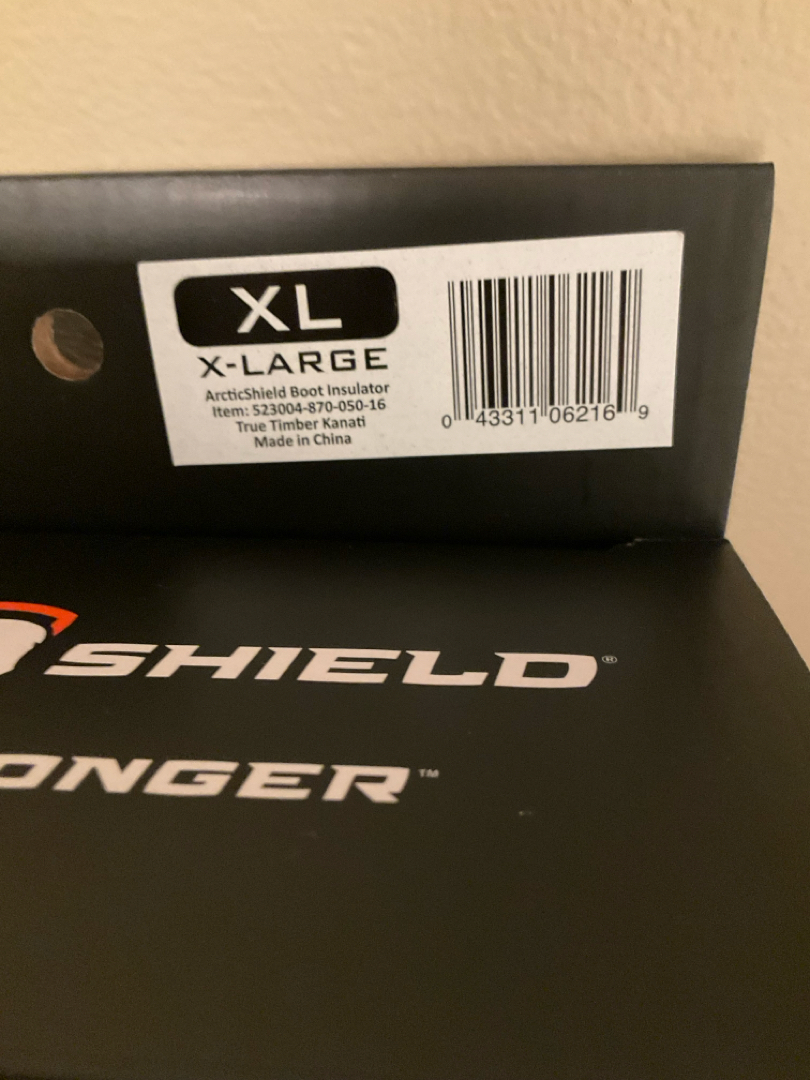 XL
X-LARGE
ArcticShield Boot Insulator
Item: 523004-870-050-16
True Timber Kanati
Made in China
0 43311 06216 9
SHIELD®
ONGER™